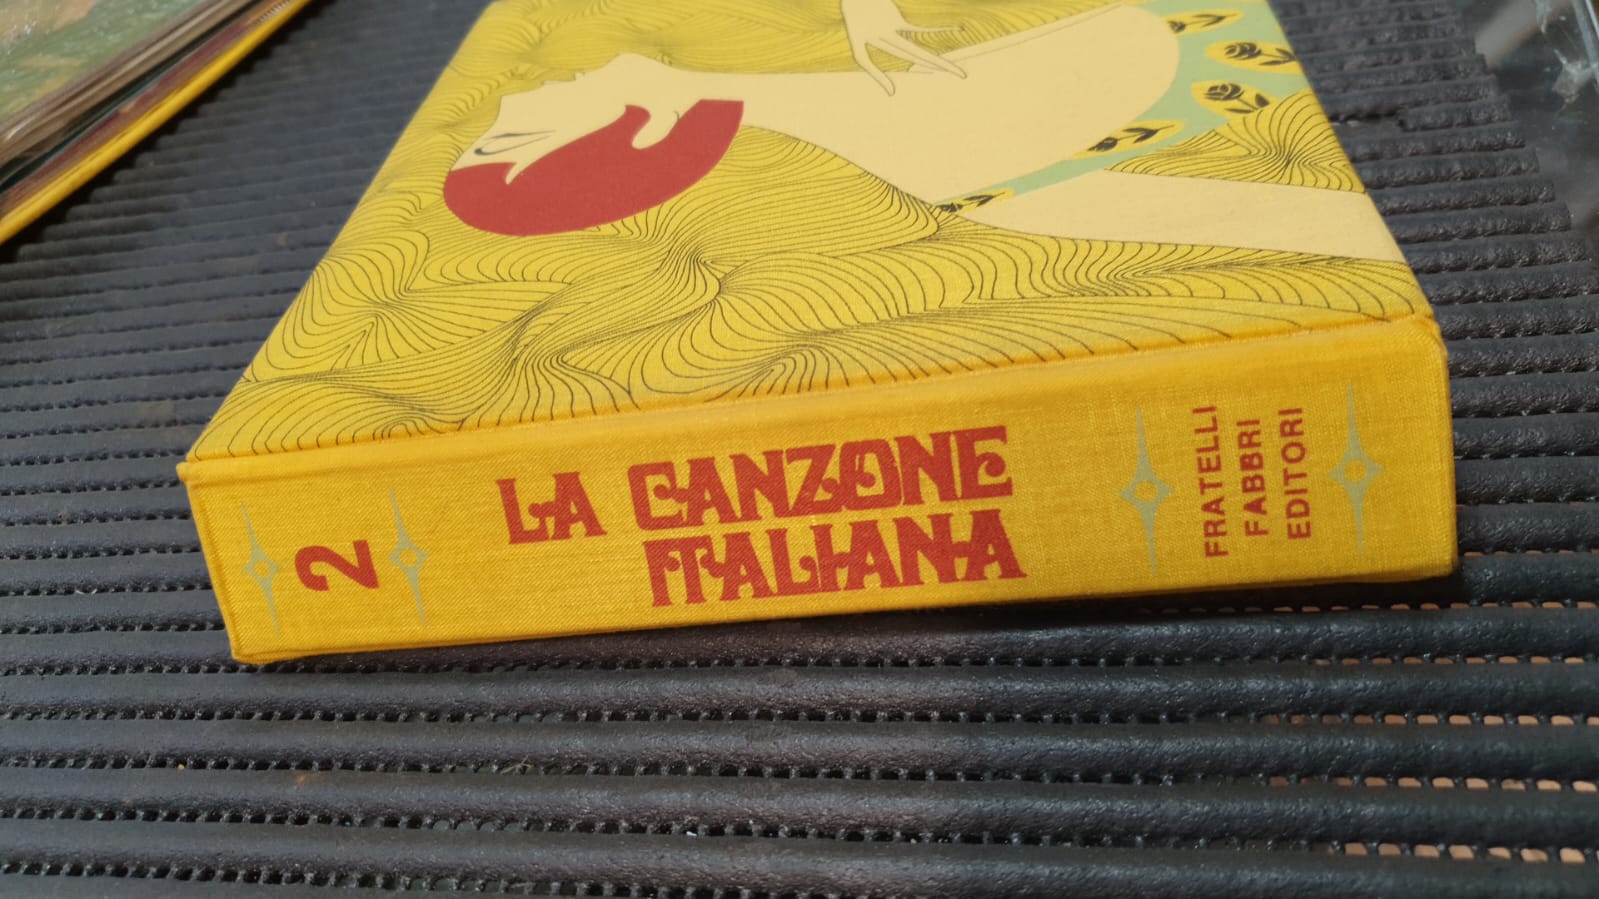 2
LA CANZONE
ITALIANA
FRATELLI
FABBRI
EDITORI